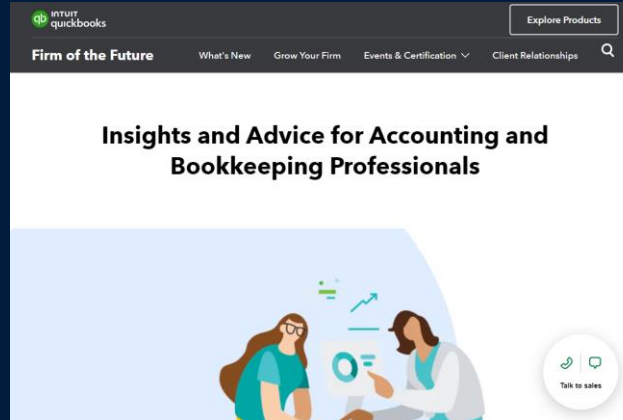 qb INTUIT
quickbooks
Explore Products
Firm of the Future
What's New
Grow Your Firm
Events & Certification
Client Relationships
Insights and Advice for Accounting and
Bookkeeping Professionals
Talk to sales